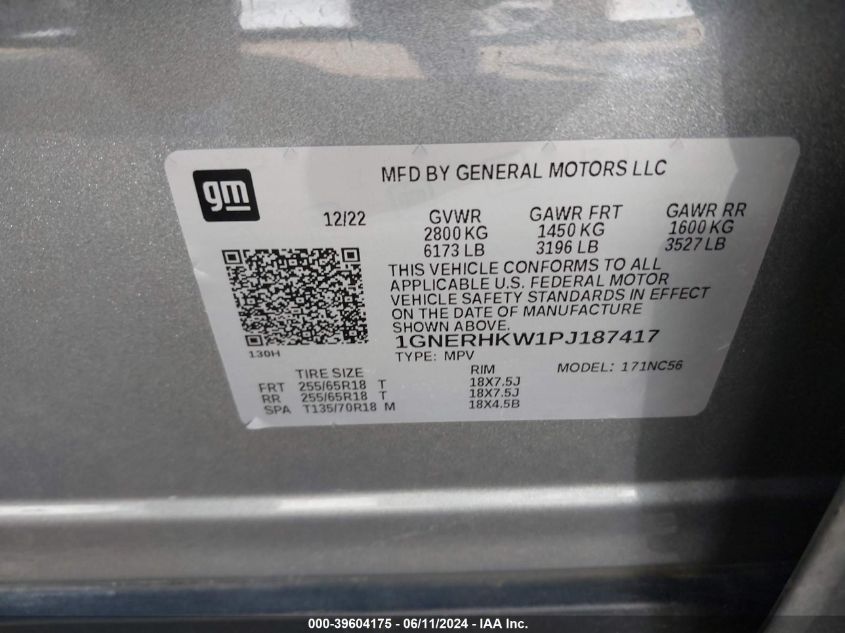 gm
MFD BY GENERAL MOTORS LLC
12/22 GVWR GAWR FRT GAWR RR
2800 KG 1450 KG 1600 KG
6173 LB 3196 LB 3527 LB
THIS VEHICLE CONFORMS TO ALL
APPLICABLE U.S. FEDERAL MOTOR
VEHICLE SAFETY STANDARDS IN EFFECT
ON THE DATE OF MANUFACTURE
SHOWN ABOVE.
1GNERHKW1PJ187417
130H
TYPE: MPV MODEL: 171NC56
TIRE SIZE RIM
FRT 255/65R18 T 18X7.5J
RR 255/65R18 T 18X7.5J
SPA T135/70R18 M 18X4.5B
000-39604175 - 06/11/2024 - IAA Inc.